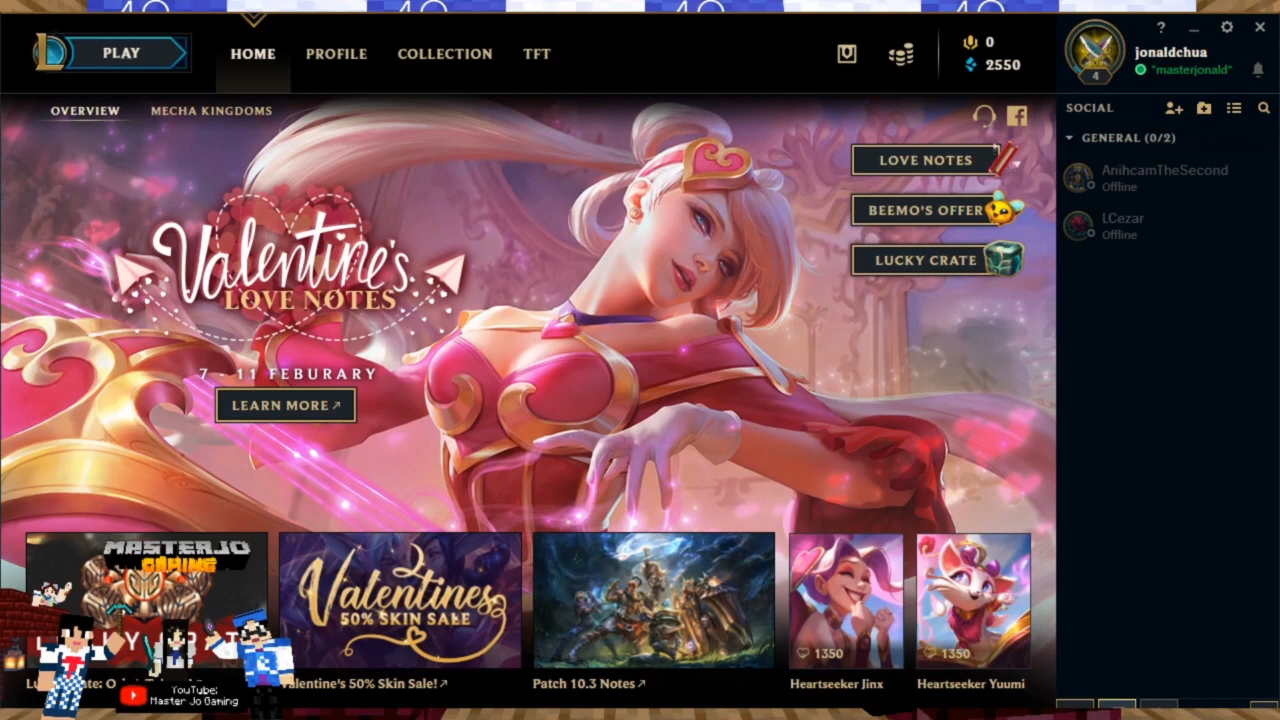 PLAY
HOME
PROFILE
COLLECTION
TFT
0
2550
?
4
jonaldchua
"masterjonald"
OVERVIEW
MECHA KINGDOMS
SOCIAL
GENERAL (0/2)
AnihcamTheSecond
Offline
LCezar
Offline
LOVE NOTES
BEEMO'S OFFER
LUCKY CRATE
Valentine's
LOVE NOTES
7 - 11 FEBURARY
LEARN MORE
MASTERJO
GAMING
Valentines
50% SKIN SALE
1350
1350
Valentine's 50% Skin Sale!
Patch 10.3 Notes
Heartseeker Jinx
Heartseeker Yuumi
YouTube:
Master Jo Gaming